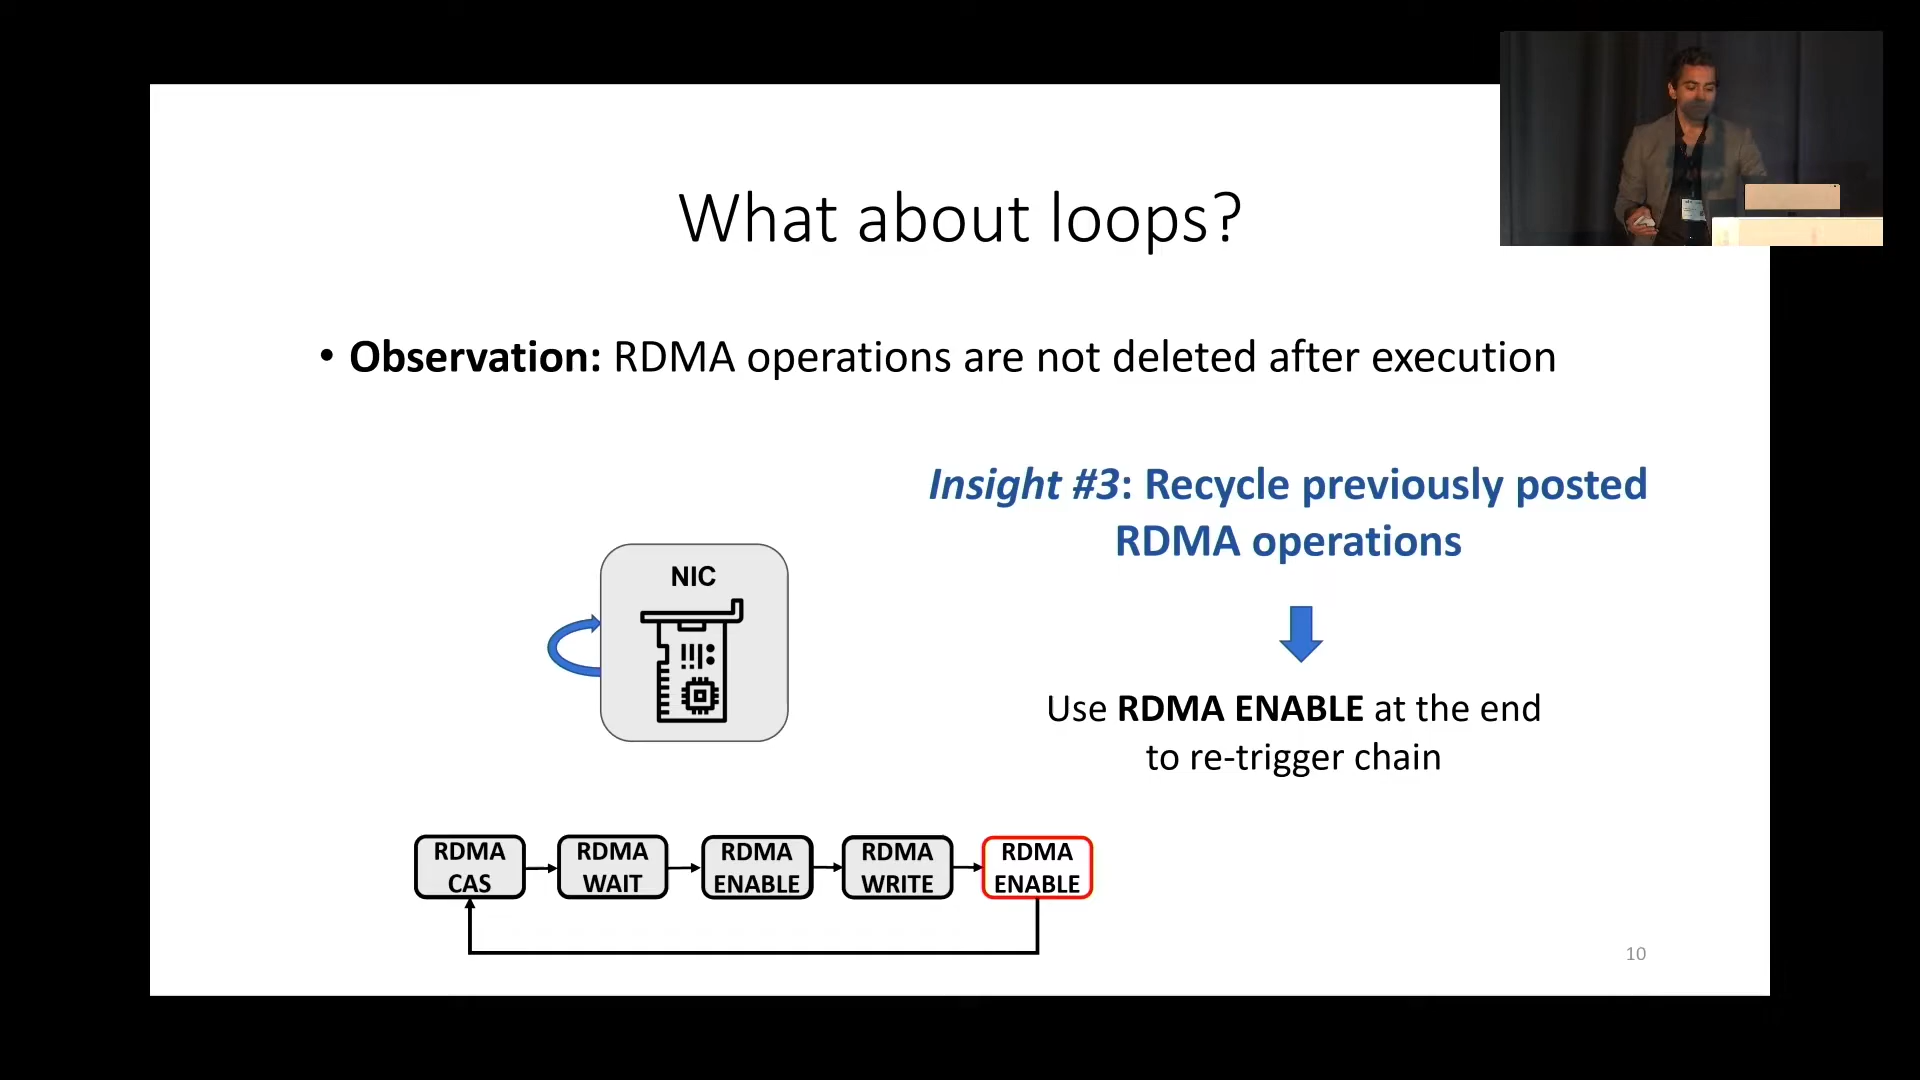 What about loops?
• Observation: RDMA operations are not deleted after execution
Insight #3: Recycle previously posted
RDMA operations
NIC
Use RDMA ENABLE at the end
to re-trigger chain
RDMA
CAS
RDMA
WAIT
RDMA
ENABLE
RDMA
WRITE
RDMA
ENABLE
10